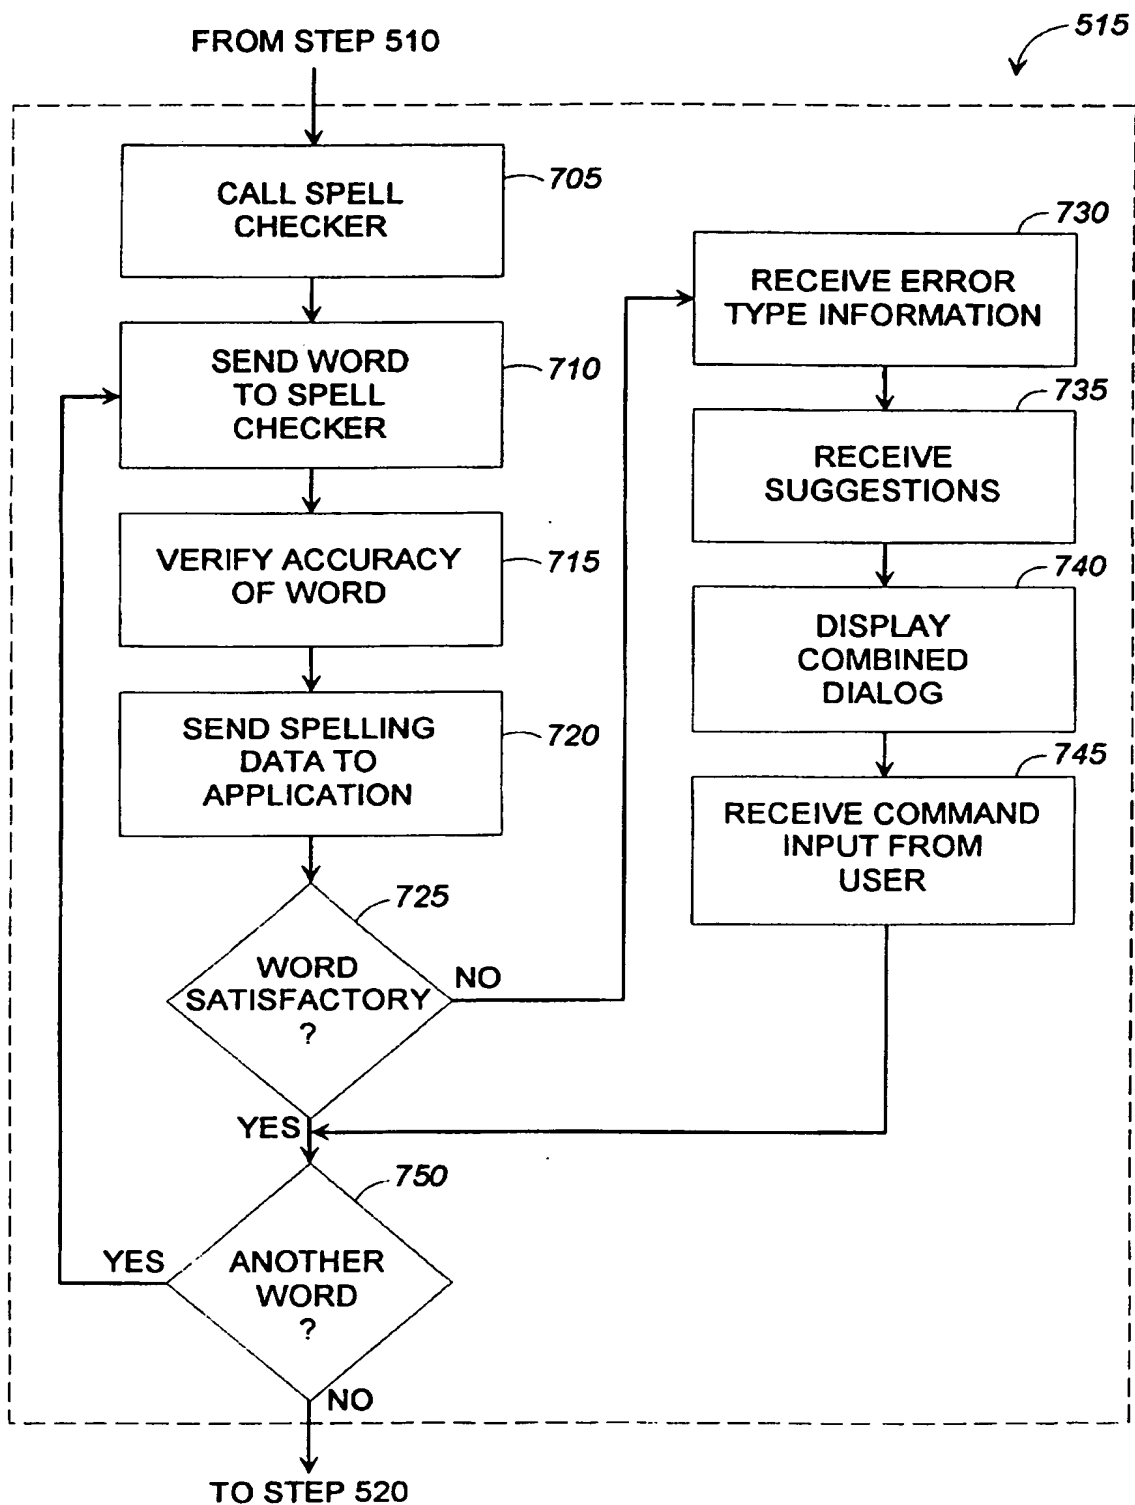 FROM STEP 510
515
CALL SPELL
CHECKER
705
SEND WORD
TO SPELL
CHECKER
710
VERIFY ACCURACY
OF WORD
715
SEND SPELLING
DATA TO
APPLICATION
720
WORD
SATISFACTORY
?
725
NO
YES
RECEIVE ERROR
TYPE INFORMATION
730
RECEIVE
SUGGESTIONS
735
DISPLAY
COMBINED
DIALOG
740
RECEIVE COMMAND
INPUT FROM
USER
745
ANOTHER
WORD
?
750
YES
NO
TO STEP 520